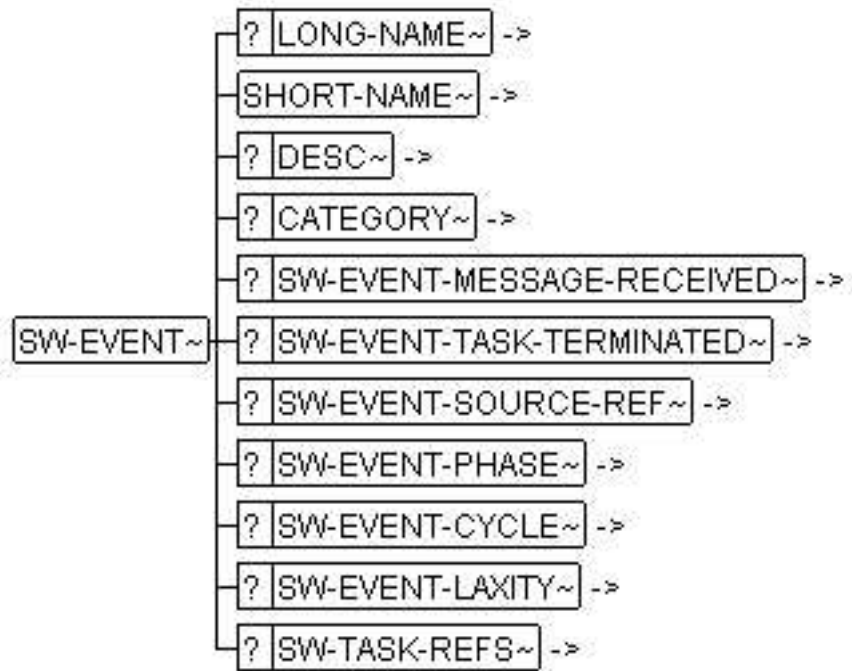 ? LONG-NAME~ ->
SHORT-NAME~ ->
? DESC~ ->
? CATEGORY~ ->
? SW-EVENT-MESSAGE-RECEIVED~ ->
SW-EVENT~ ? SW-EVENT-TASK-TERMINATED~ ->
? SW-EVENT-SOURCE-REF~ ->
? SW-EVENT-PHASE~ ->
? SW-EVENT-CYCLE~ ->
? SW-EVENT-LAXITY~ ->
? SW-TASK-REFS~ ->